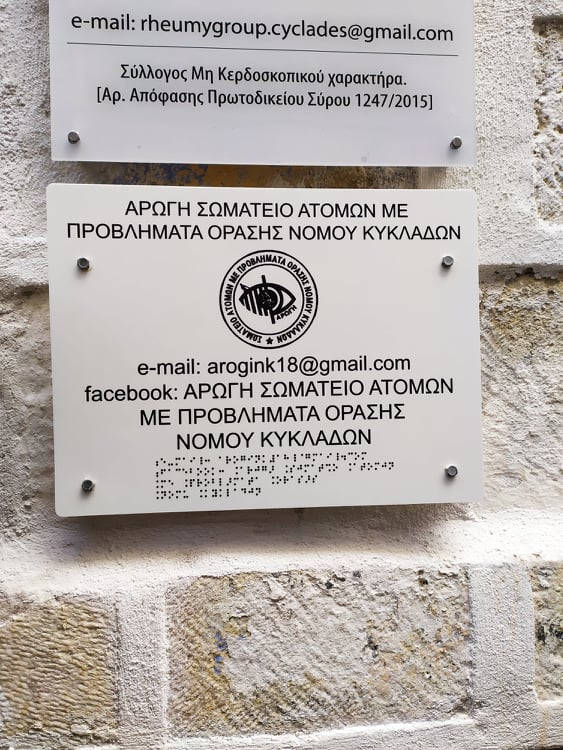 e-mail: rheumygroup.cyclades@gmail.com
Σύλλογος Μη Κερδοσκοπικού χαρακτήρα.
[Αρ. Απόφασης Πρωτοδικείου Σύρου 1247/2015]
ΑΡΩΓΗ ΣΩΜΑΤΕΙΟ ΑΤΟΜΩΝ ΜΕ
ΠΡΟΒΛΗΜΑΤΑ ΟΡΑΣΗΣ ΝΟΜΟΥ ΚΥΚΛΑΔΩΝ
ΣΩΜΑΤΕΙΟ ΑΤΟΜΩΝ ΜΕ ΠΡΟΒΛΗΜΑΤΑ ΟΡΑΣΗΣ ΝΟΜΟΥ ΚΥΚΛΑΔΩΝ
ΑΡΩΓΗ
e-mail: arogink18@gmail.com
facebook: ΑΡΩΓΗ ΣΩΜΑΤΕΙΟ ΑΤΟΜΩΝ
ΜΕ ΠΡΟΒΛΗΜΑΤΑ ΟΡΑΣΗΣ
ΝΟΜΟΥ ΚΥΚΛΑΔΩΝ